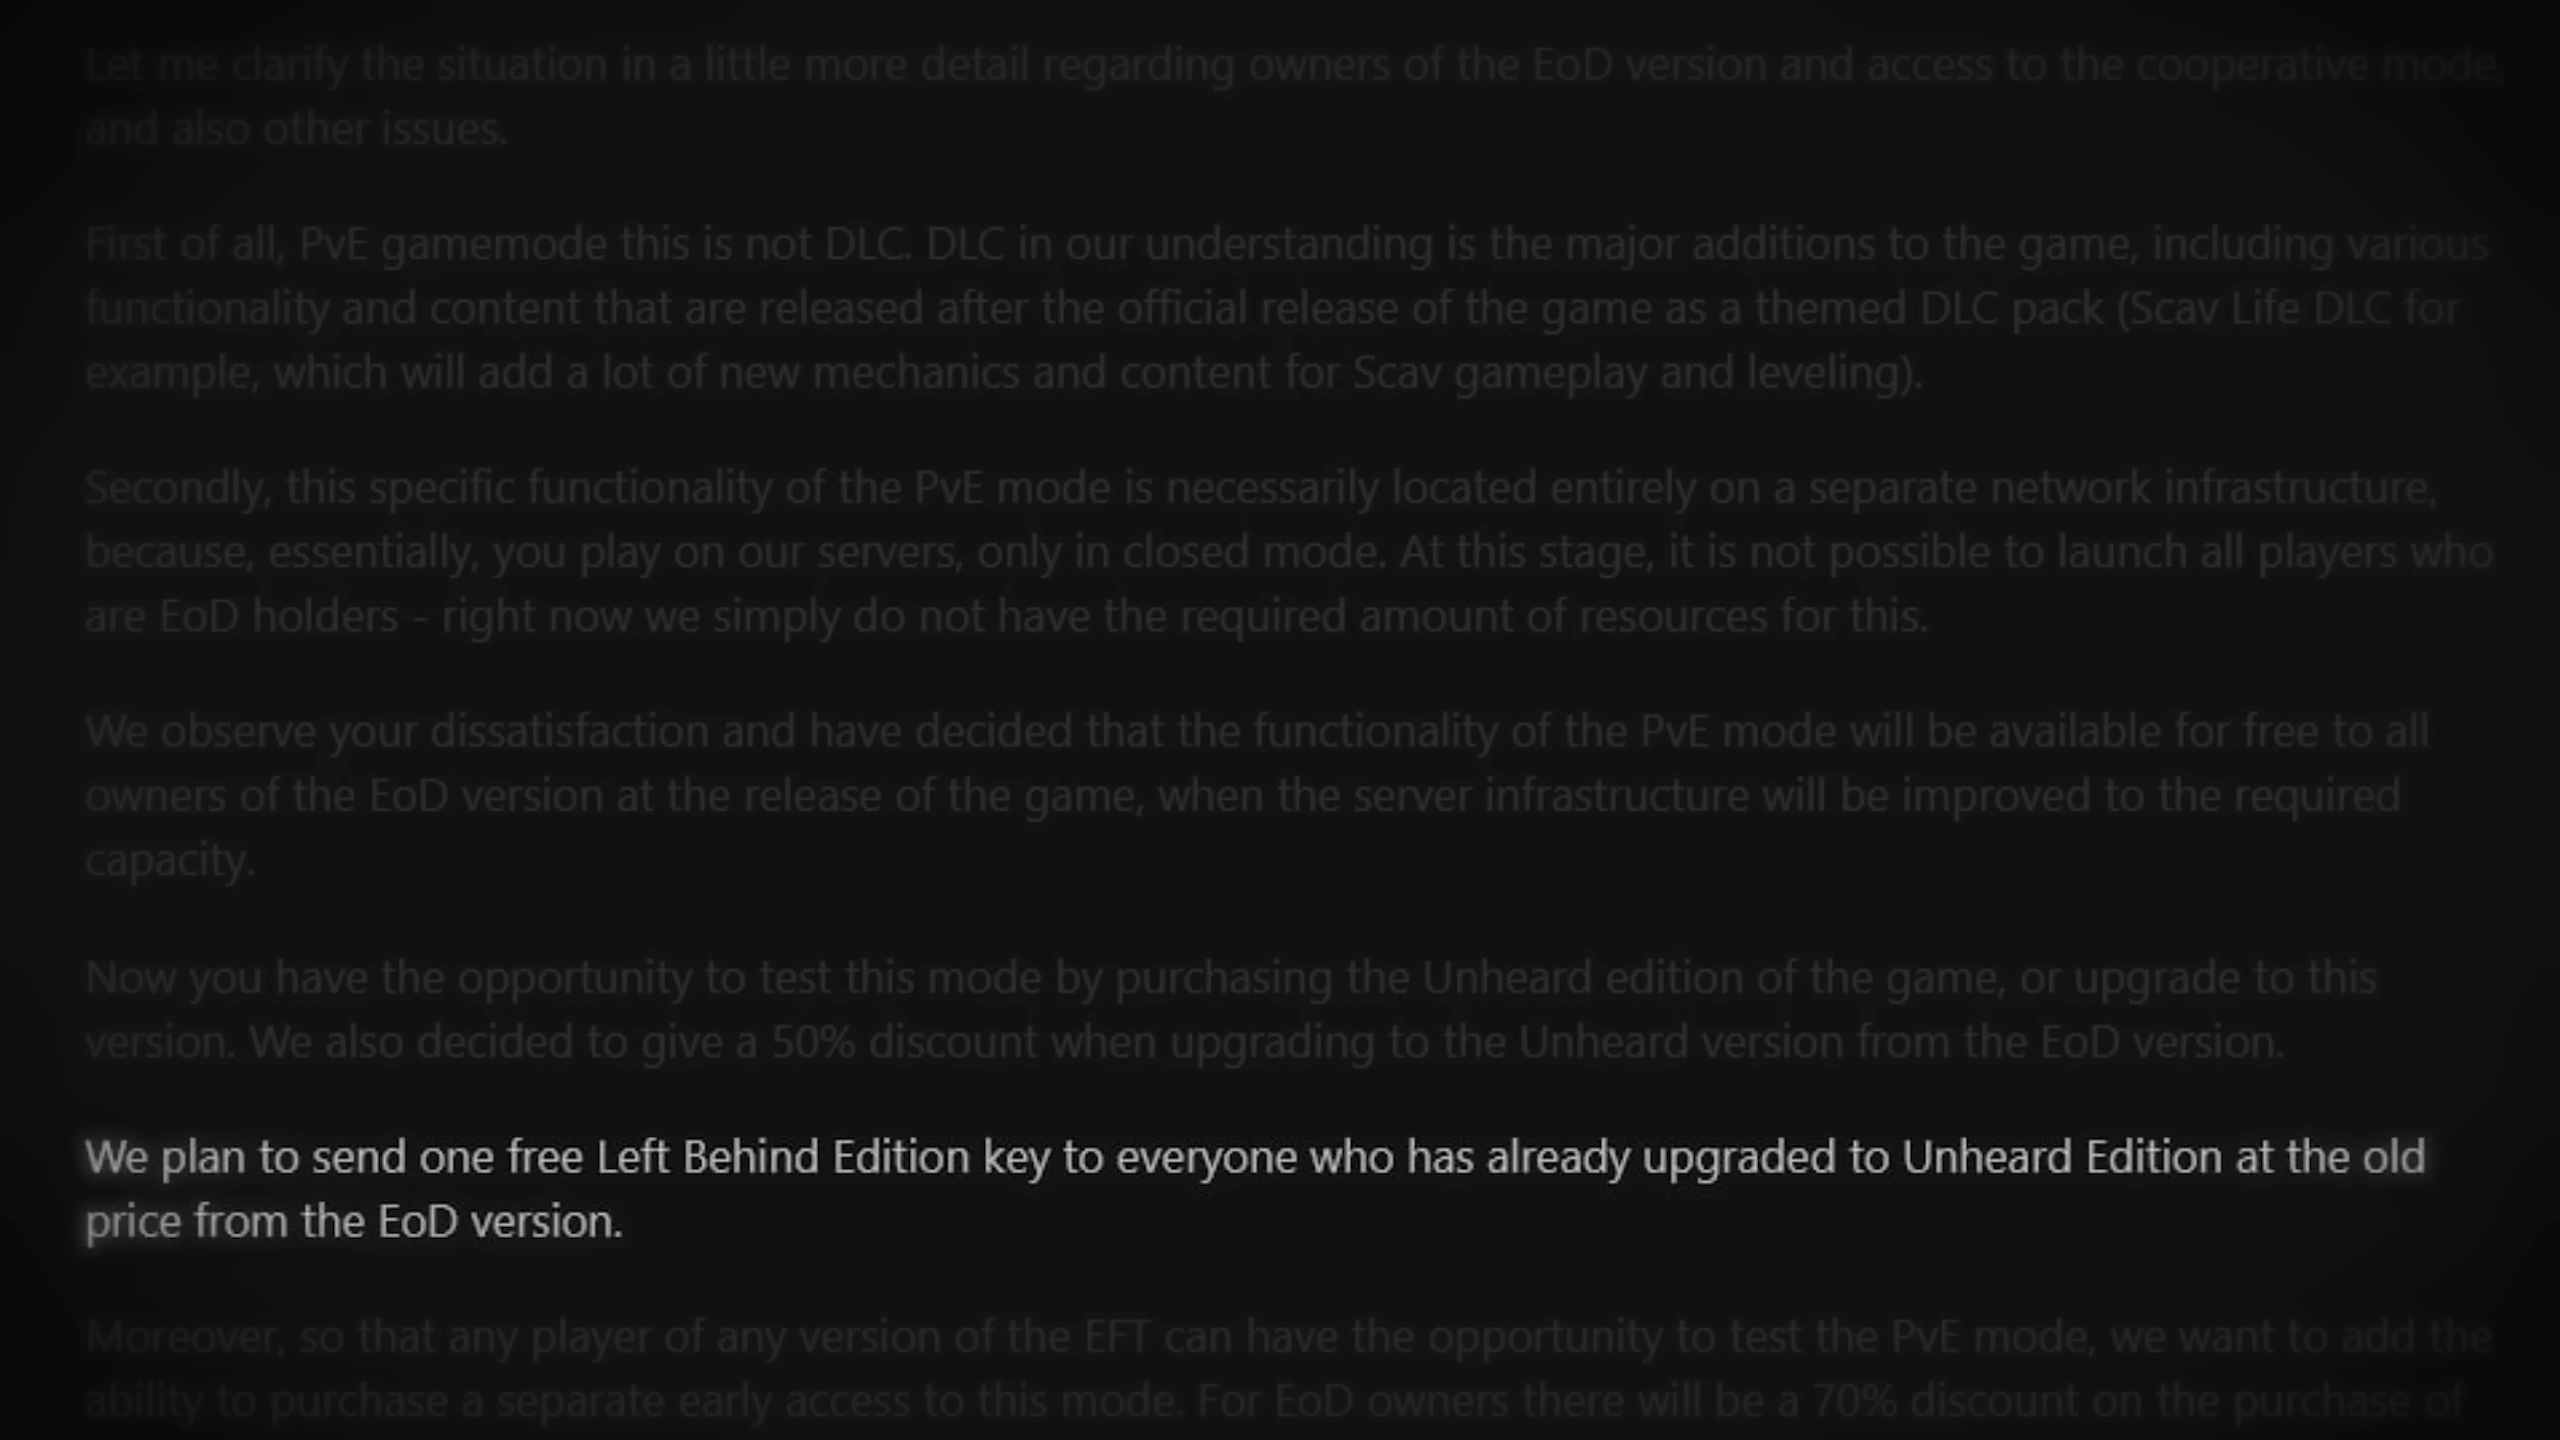 Let me clarify the situation in a little more detail regarding owners of the EoD version and access to the cooperative mode,
and also other issues.
First of all, PvE gamemode this is not DLC. DLC in our understanding is the major additions to the game, including various
functionality and content that are released after the official release of the game as a themed DLC pack (Scav Life DLC for
example, which will add a lot of new mechanics and content for Scav gameplay and leveling).
Secondly, this specific functionality of the PvE mode is necessarily located entirely on a separate network infrastructure,
because, essentially, you play on our servers, only in closed mode. At this stage, it is not possible to launch all players who
are EoD holders - right now we simply do not have the required amount of resources for this.
We observe your dissatisfaction and have decided that the functionality of the PvE mode will be available for free to all
owners of the EoD version at the release of the game, when the server infrastructure will be improved to the required
capacity.
Now you have the opportunity to test this mode by purchasing the Unheard edition of the game, or upgrade to this
version. We also decided to give a 50% discount when upgrading to the Unheard version from the EoD version.
We plan to send one free Left Behind Edition key to everyone who has already upgraded to Unheard Edition at the old
price from the EoD version.
Moreover, so that any player of any version of the EFT can have the opportunity to test the PvE mode, we want to add the
ability to purchase a separate early access to this mode. For EoD owners there will be a 70% discount on the purchase of